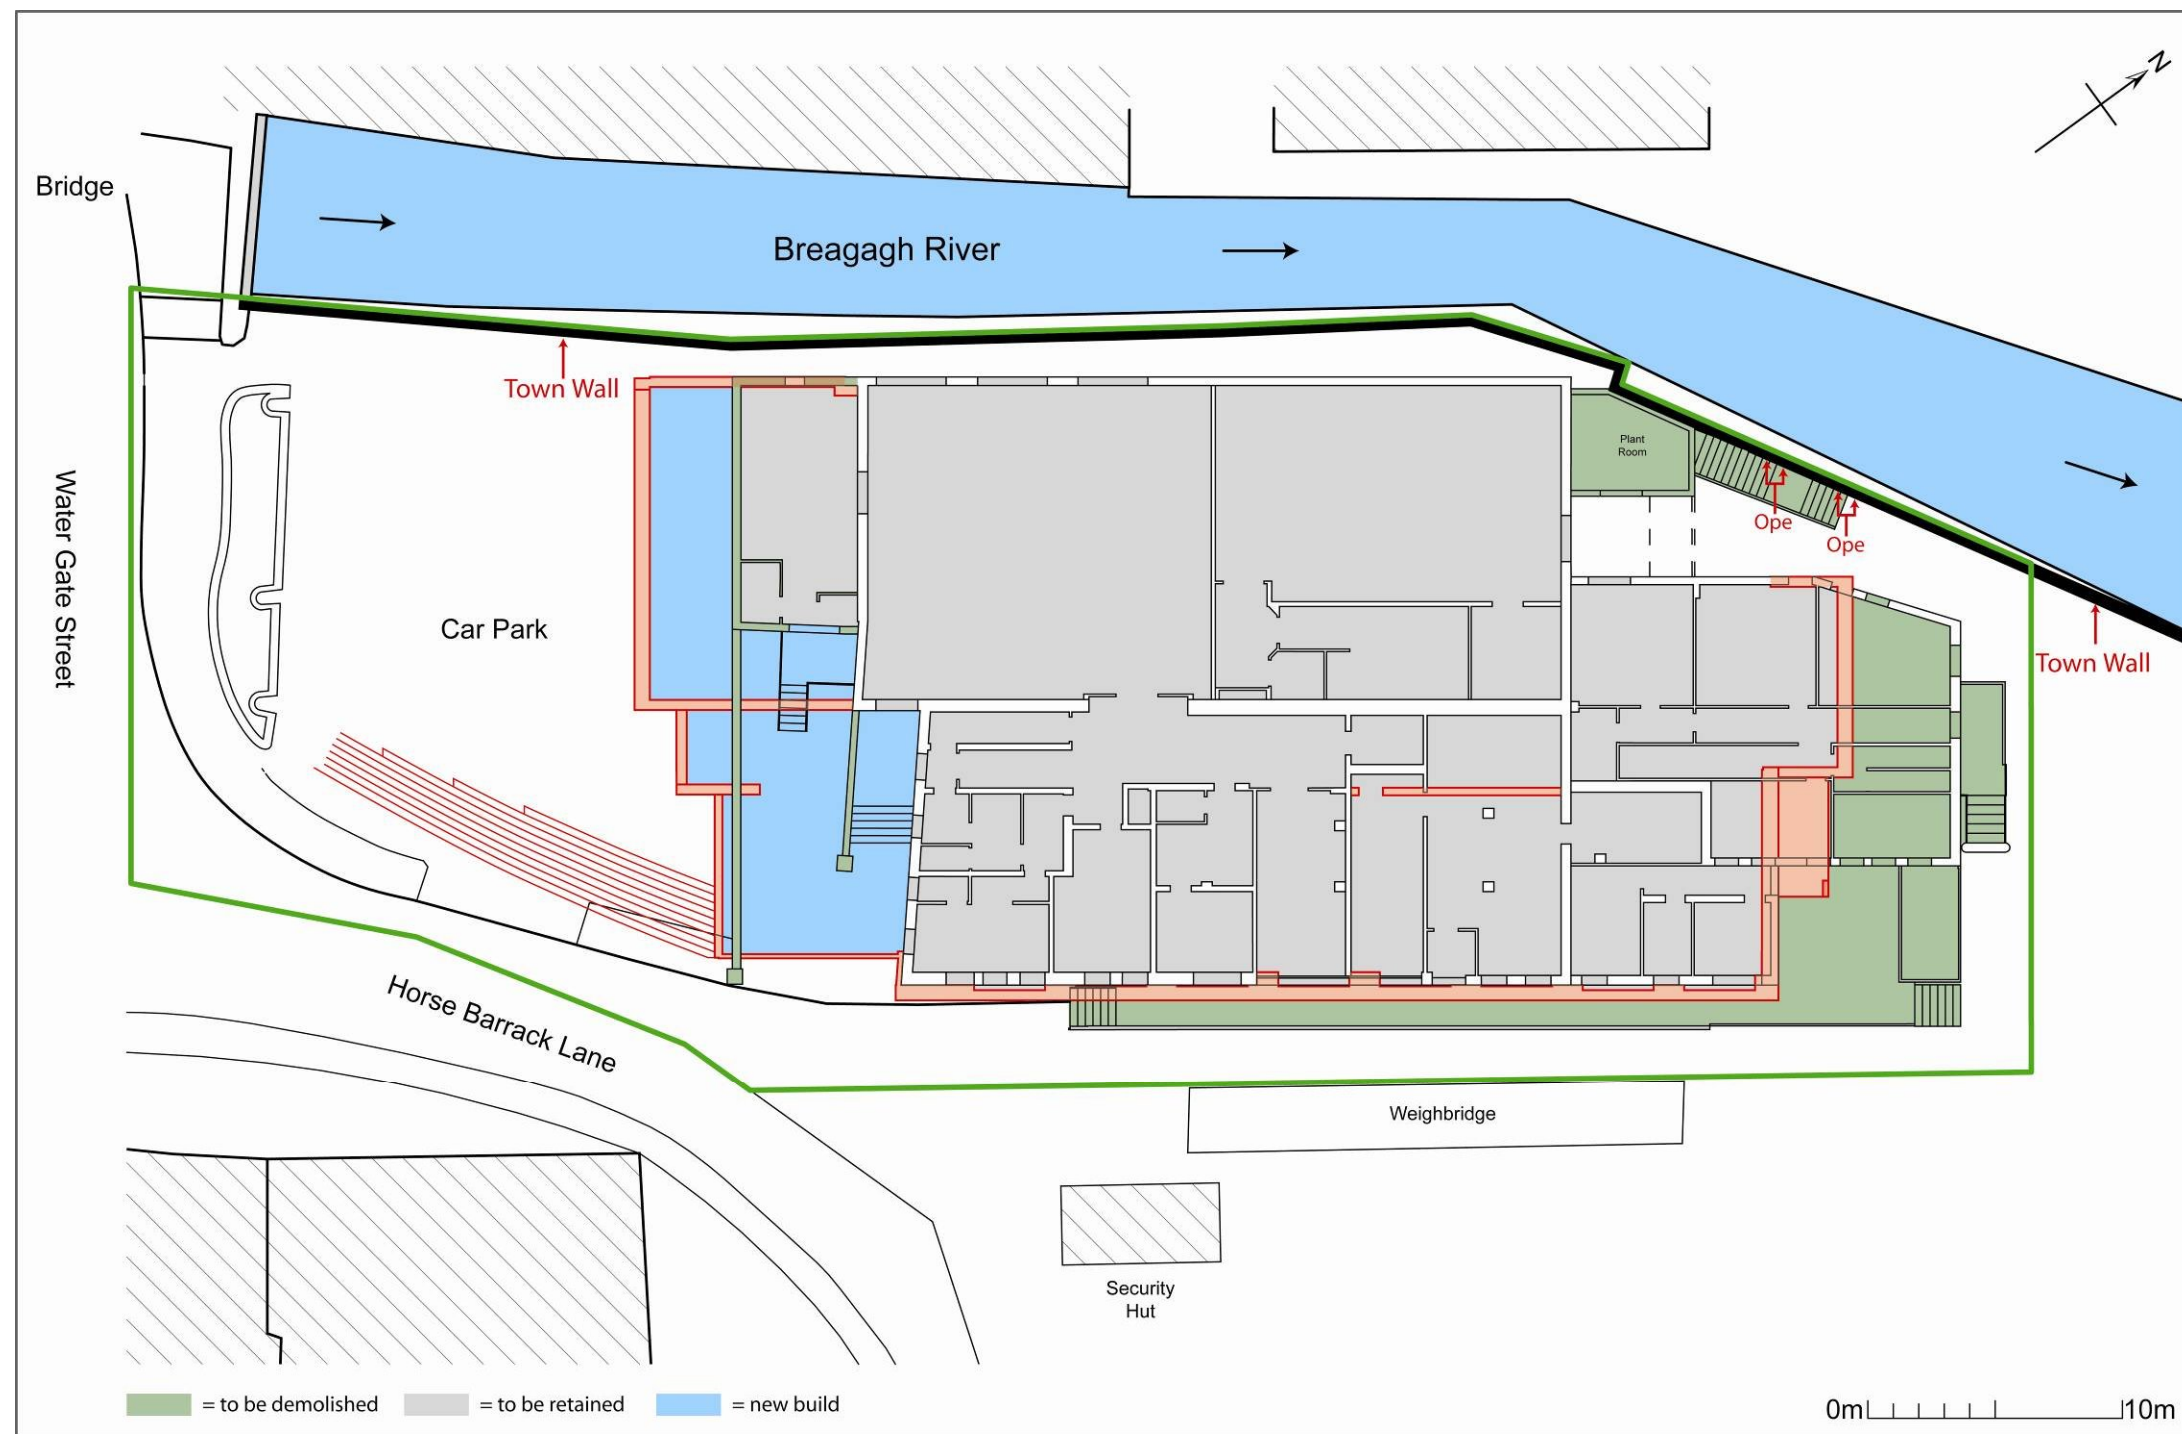 N
Bridge
Breagagh River
Town Wall
Plant
Room
Ope
Ope
Water Gate Street
Car Park
Town Wall
Horse Barrack Lane
Weighbridge
Security
Hut
= to be demolished
= to be retained
= new build
0m
10m